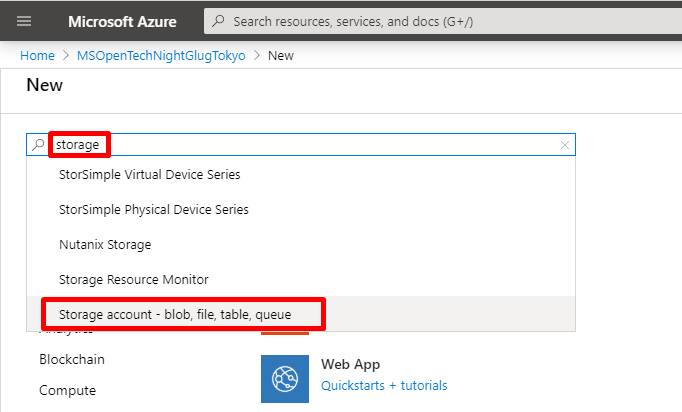 Microsoft Azure
Search resources, services, and docs (G+/)
Home > MSOpenTechNightGlugTokyo > New
New
storage
StorSimple Virtual Device Series
StorSimple Physical Device Series
Nutanix Storage
Storage Resource Monitor
Storage account - blob, file, table, queue
Analytics
Blockchain
Web App
Quickstarts + tutorials
Compute